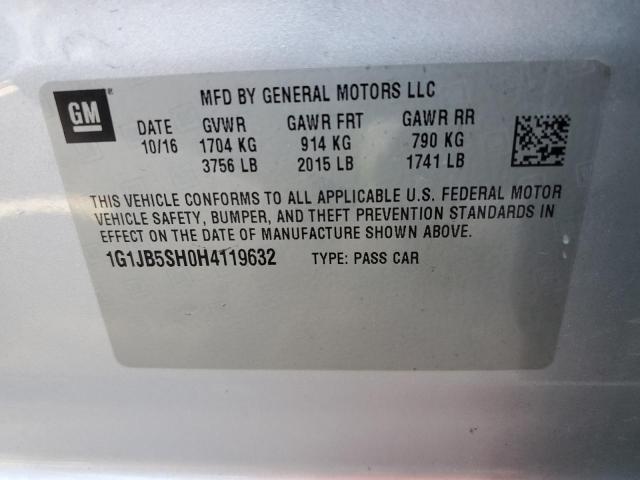 GM
MFD BY GENERAL MOTORS LLC
DATE GVWR GAWR FRT GAWR RR
10/16 1704 KG 914 KG 790 KG
3756 LB 2015 LB 1741 LB
THIS VEHICLE CONFORMS TO ALL APPLICABLE U.S. FEDERAL MOTOR
VEHICLE SAFETY, BUMPER, AND THEFT PREVENTION STANDARDS IN
EFFECT ON THE DATE OF MANUFACTURE SHOWN ABOVE.
1G1JB5SH0H4119632 TYPE: PASS CAR